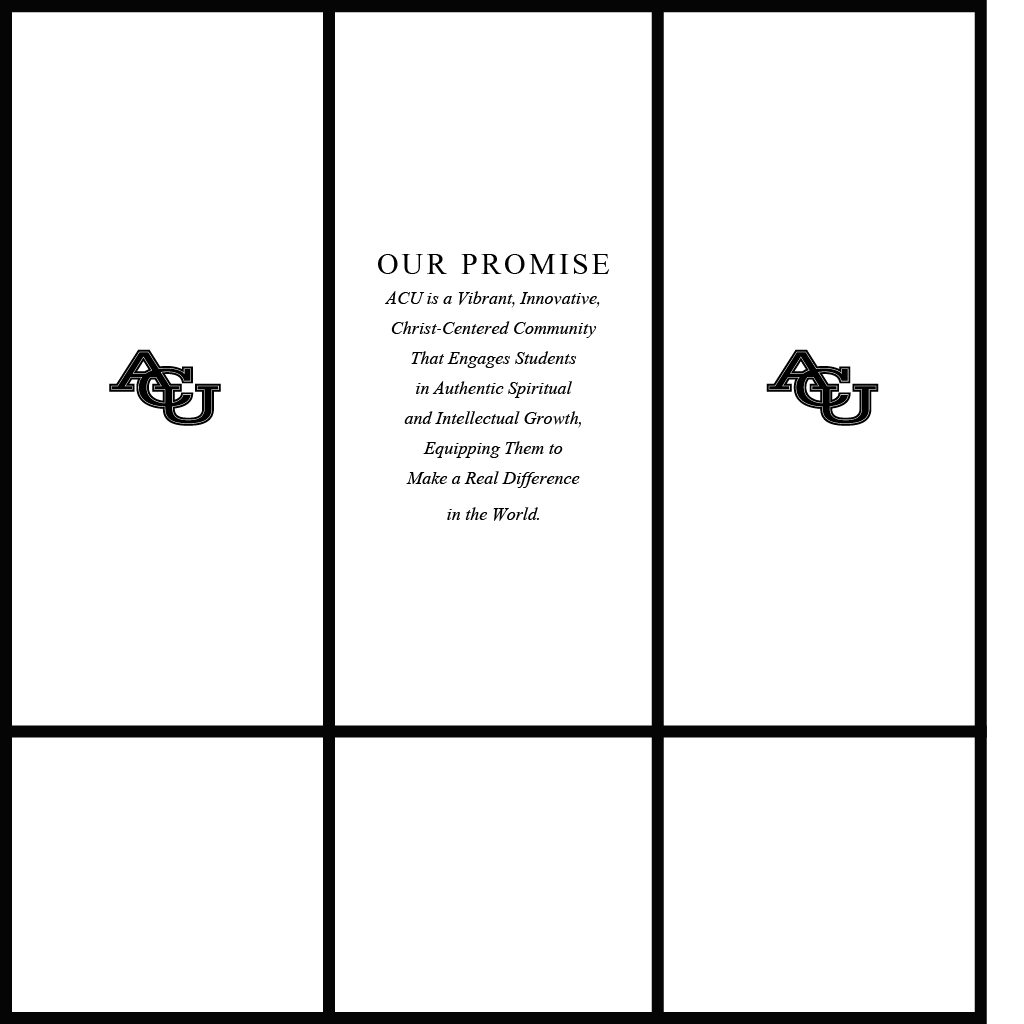 ACU
OUR PROMISE
ACU is a Vibrant, Innovative,
Christ-Centered Community
That Engages Students
in Authentic Spiritual
and Intellectual Growth,
Equipping Them to
Make a Real Difference
in the World.
ACU